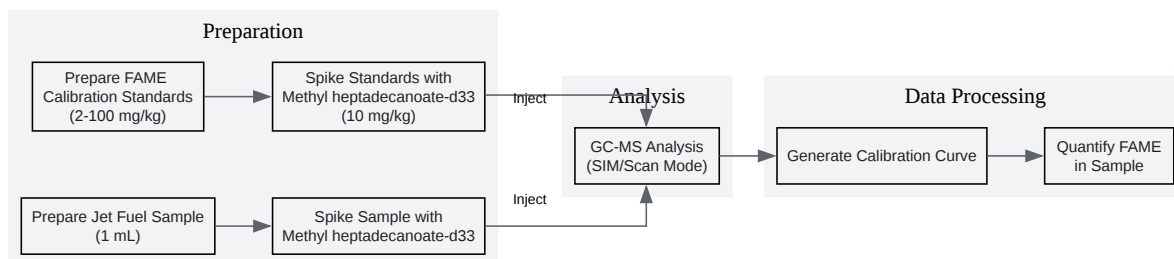 Preparation
Prepare FAME
Calibration Standards
(2-100 mg/kg)
Spike Standards with
Methyl heptadecanoate-d33
(10 mg/kg)
Inject
Prepare Jet Fuel Sample
(1 mL)
Spike Sample with
Methyl heptadecanoate-d33
Inject
Analysis
GC-MS Analysis
(SIM/Scan Mode)
Data Processing
Generate Calibration Curve
Quantify FAME
in Sample